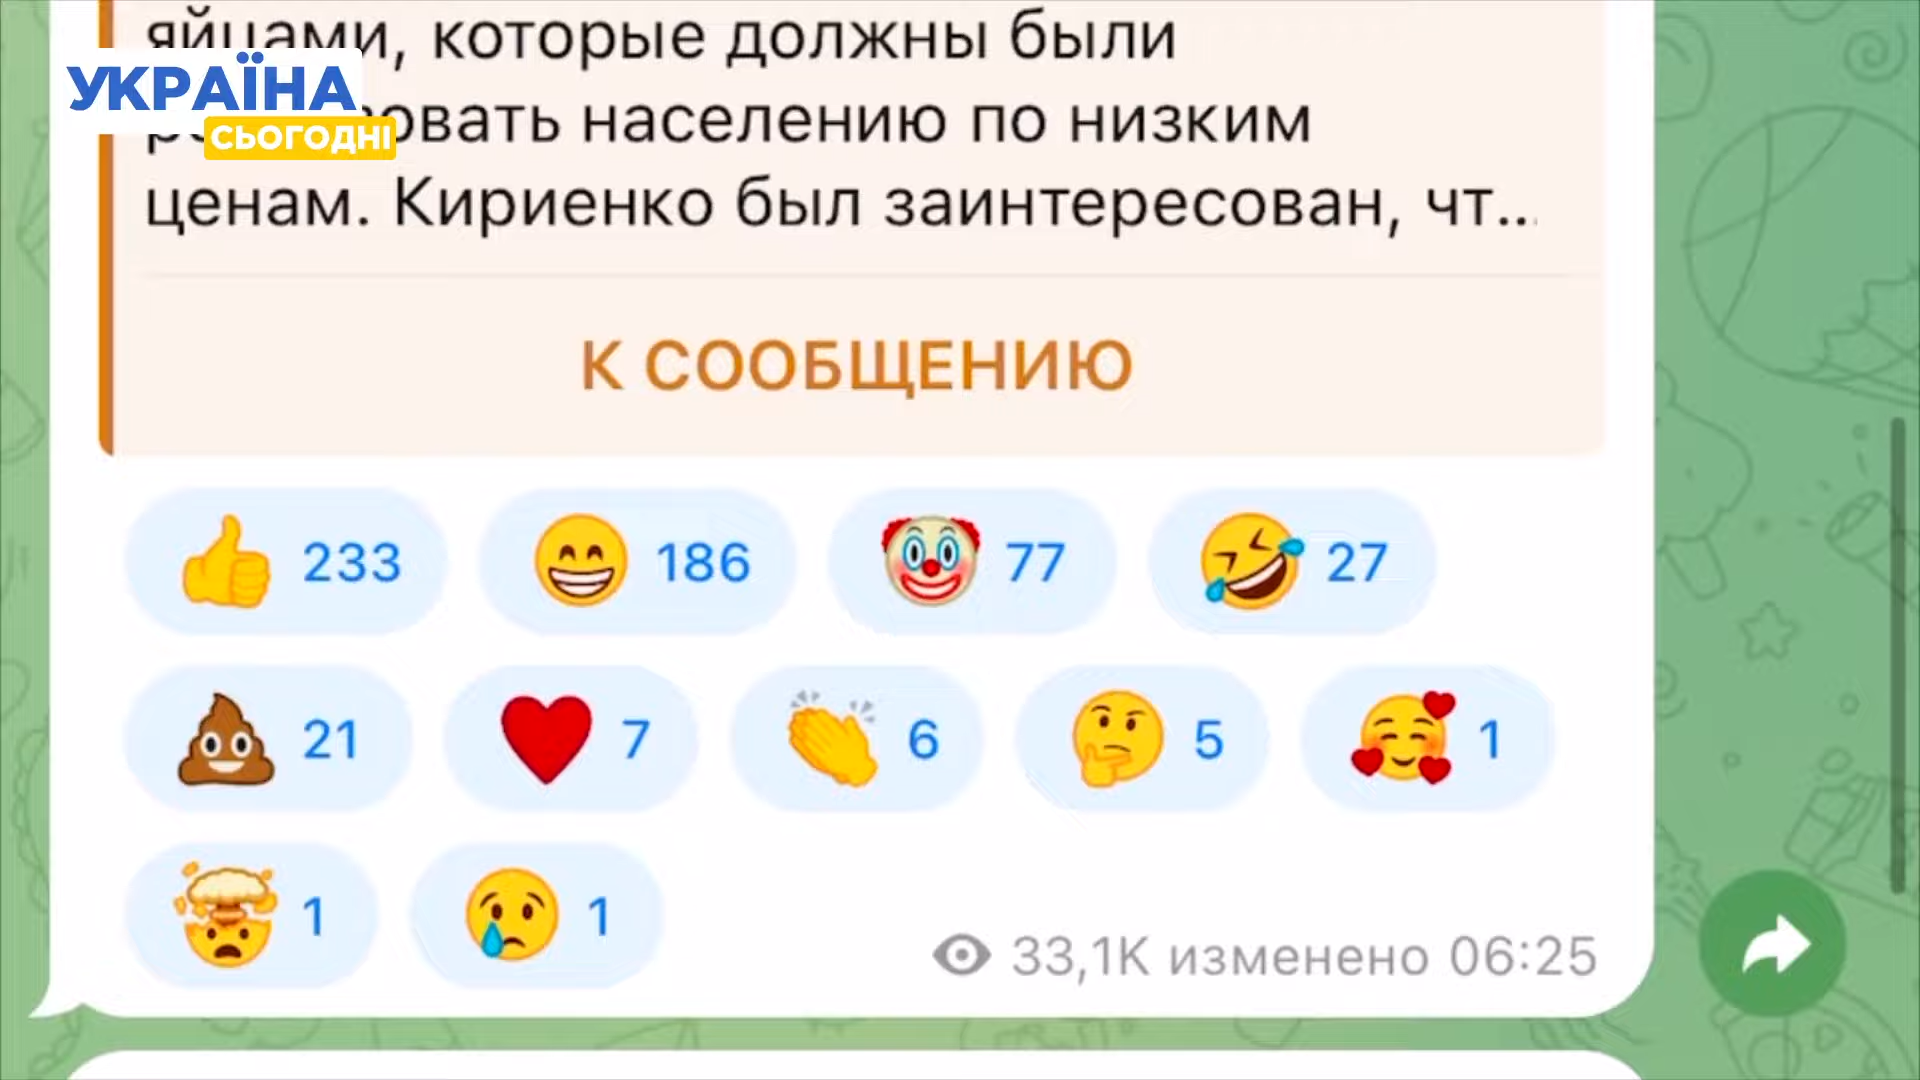 яйцами, которые должны были
УКРАЇНА
СЬОГОДНІ
населению по низким
ценам. Кириенко был заинтересован, чт...
К СООБЩЕНИЮ
233 186 77 27
21 7 6 5 1
1 1
33,1K изменено 06:25